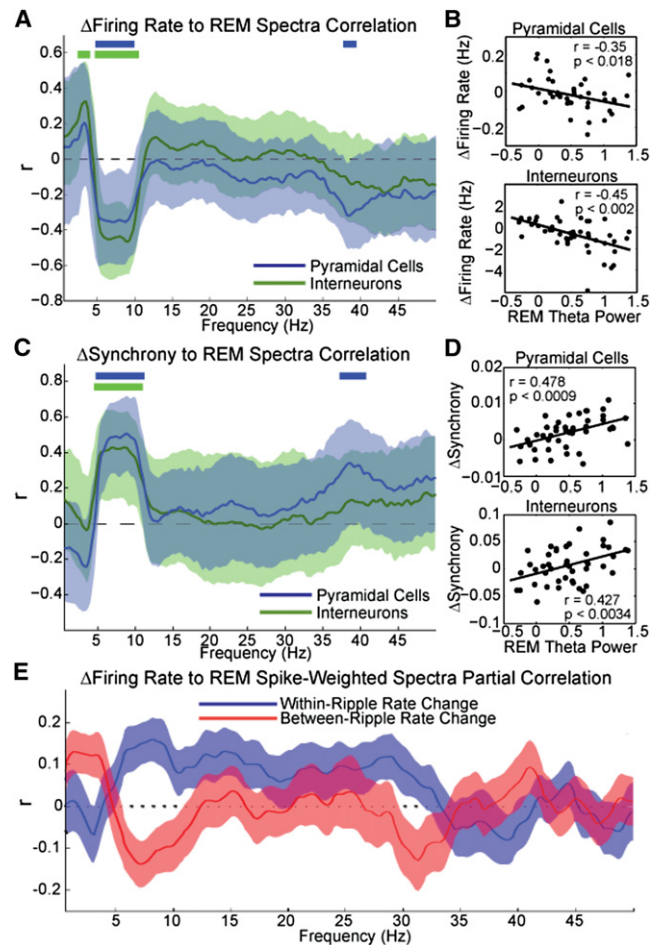 A
ΔFiring Rate to REM Spectra Correlation
0.6
0.4
0.2
0
-0.2
-0.4
-0.6
-0.8
r
Pyramidal Cells
Interneurons
5 10 15 20 25 30 35 40 45
Frequency (Hz)
B
Pyramidal Cells
r = -0.35
p < 0.018
ΔFiring Rate (Hz)
0.2
0
-0.2
Interneurons
r = -0.45
p < 0.002
ΔFiring Rate (Hz)
2
0
-2
-4
-0.5 0 0.5 1 1.5
REM Theta Power
C
ΔSynchrony to REM Spectra Correlation
0.8
0.6
0.4
0.2
0
-0.2
-0.4
r
Pyramidal Cells
Interneurons
5 10 15 20 25 30 35 40 45
Frequency (Hz)
D
Pyramidal Cells
r = 0.478
p < 0.0009
ΔSynchrony
0.02
0.01
0
-0.01
Interneurons
ΔSynchrony
0.1
0.05
0
-0.05
-0.1
r = 0.427
p < 0.0034
-0.5 0 0.5 1 1.5
REM Theta Power
E
ΔFiring Rate to REM Spike-Weighted Spectra Partial Correlation
Within-Ripple Rate Change
Between-Ripple Rate Change
0.2
0.1
0
-0.1
-0.2
r
5 10 15 20 25 30 35 40 45
Frequency (Hz)